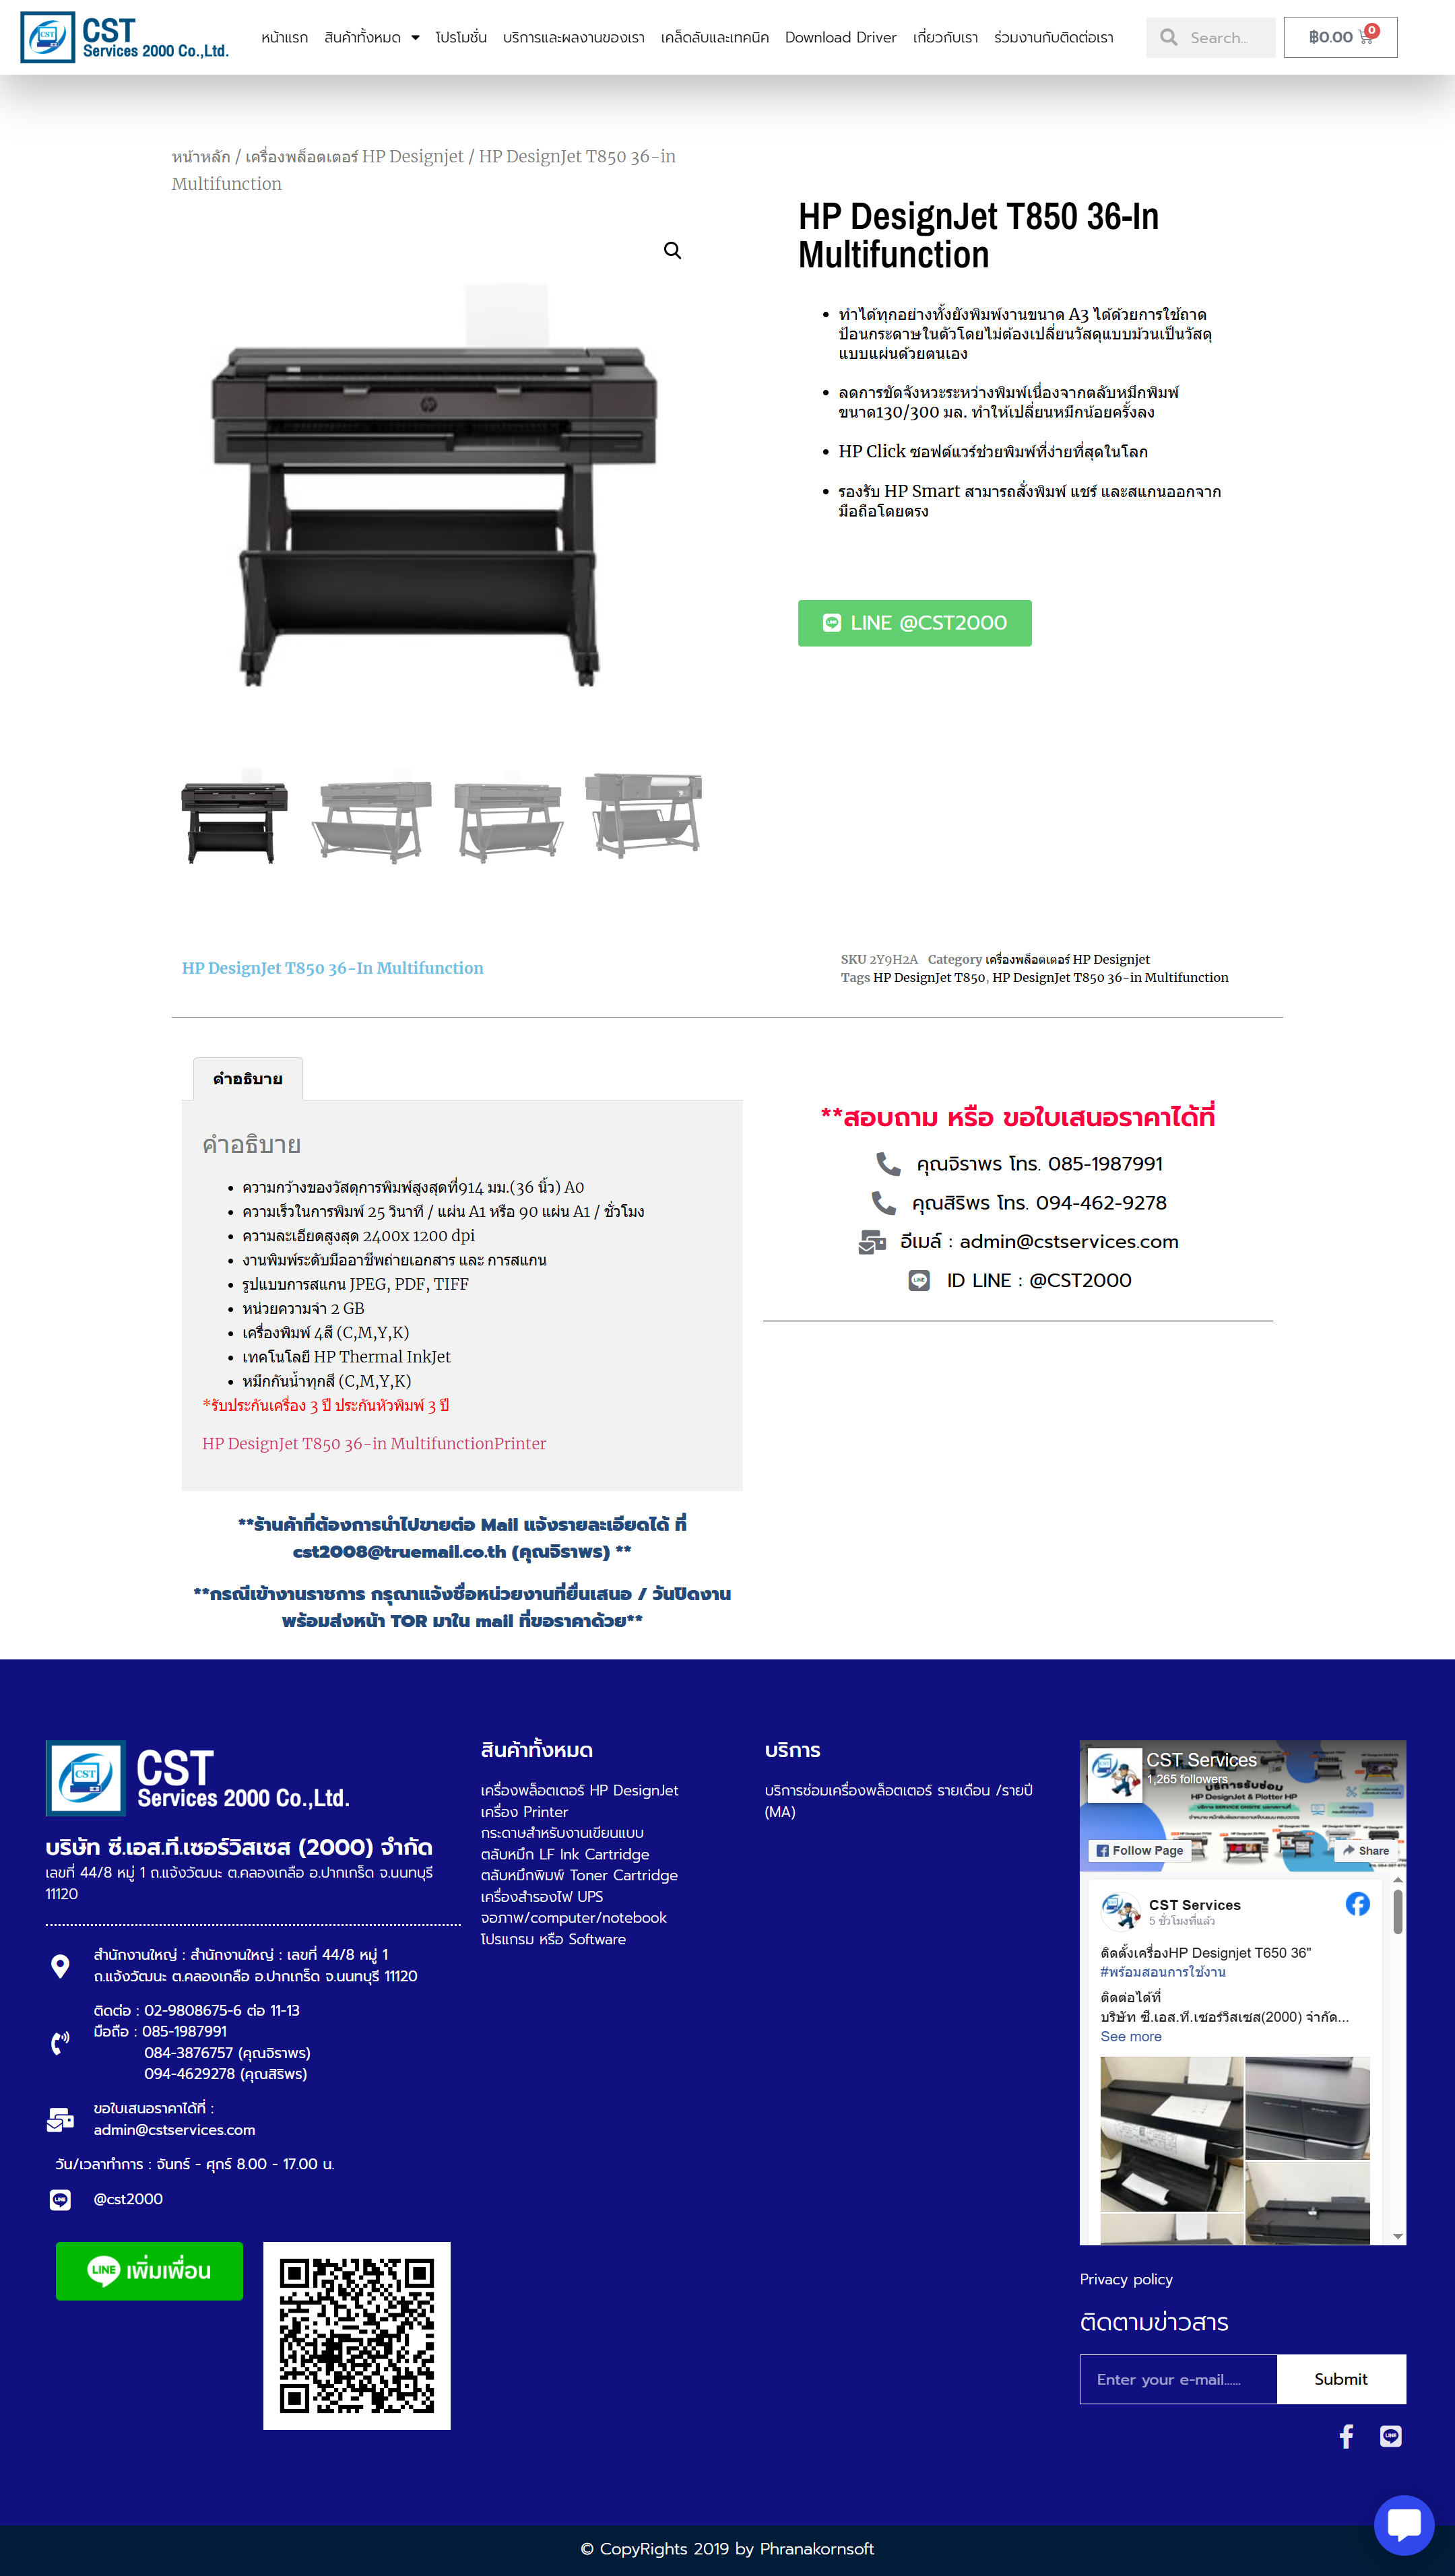 CST
Services 2000 Co.,Ltd.
หน้าแรก
สินค้าทั้งหมด
โปรโมชั่น
บริการและผลงานของเรา
เคล็ดลับและเทคนิค
Download Driver
เกี่ยวกับเรา
ร่วมงานกับติดต่อเรา
Search...
฿0.00
0
หน้าหลัก / เครื่องพล็อตเตอร์ HP Designjet / HP DesignJet T850 36-in
Multifunction
HP DesignJet T850 36-In
Multifunction
• ทำได้ทุกอย่างทั้งยังพิมพ์งานขนาด A3 ได้ด้วยการใช้ถาด
ป้อนกระดาษในตัวโดยไม่ต้องเปลี่ยนวัสดุแบบม้วนเป็นวัสดุ
แบบแผ่นด้วยตนเอง
• ลดการขัดจังหวะระหว่างพิมพ์เนื่องจากตลับหมึกพิมพ์
ขนาด130/300 มล. ทำให้เปลี่ยนหมึกน้อยครั้งลง
• HP Click ซอฟต์แวร์ช่วยพิมพ์ที่ง่ายที่สุดในโลก
• รองรับ HP Smart สามารถสั่งพิมพ์ แชร์ และสแกนออกจาก
มือถือโดยตรง
LINE @CST2000
HP DesignJet T850 36-In Multifunction
SKU 2Y9H2A Category เครื่องพล็อตเตอร์ HP Designjet
Tags HP DesignJet T850, HP DesignJet T850 36-in Multifunction
คำอธิบาย
คำอธิบาย
• ความกว้างของวัสดุการพิมพ์สูงสุดที่914 มม.(36 นิ้ว) A0
• ความเร็วในการพิมพ์ 25 วินาที / แผ่น A1 หรือ 90 แผ่น A1 / ชั่วโมง
• ความละเอียดสูงสุด 2400x 1200 dpi
• งานพิมพ์ระดับมืออาชีพถ่ายเอกสาร และ การสแกน
• รูปแบบการสแกน JPEG, PDF, TIFF
• หน่วยความจำ 2 GB
• เครื่องพิมพ์ 4สี (C,M,Y,K)
• เทคโนโลยี HP Thermal InkJet
• หมึกกันน้ำทุกสี (C,M,Y,K)
*รับประกันเครื่อง 3 ปี ประกันหัวพิมพ์ 3 ปี
HP DesignJet T850 36-in MultifunctionPrinter
**สอบถาม หรือ ขอใบเสนอราคาได้ที่
คุณจิราพร โทร. 085-1987991
คุณสิริพร โทร. 094-462-9278
อีเมล์ : admin@cstservices.com
ID LINE : @CST2000
**ร้านค้าที่ต้องการนำไปขายต่อ Mail แจ้งรายละเอียดได้ ที่
cst2008@truemail.co.th (คุณจิราพร) **
**กรณีเข้างานราชการ กรุณาแจ้งชื่อหน่วยงานที่ยื่นเสนอ / วันปิดงาน
พร้อมส่งหน้า TOR มาใน mail ที่ขอราคาด้วย**
CST
Services 2000 Co.,Ltd.
บริษัท ซี.เอส.ที.เซอร์วิสเซส (2000) จำกัด
เลขที่ 44/8 หมู่ 1 ถ.แจ้งวัฒนะ ต.คลองเกลือ อ.ปากเกร็ด จ.นนทบุรี
11120
สำนักงานใหญ่ : สำนักงานใหญ่ : เลขที่ 44/8 หมู่ 1
ถ.แจ้งวัฒนะ ต.คลองเกลือ อ.ปากเกร็ด จ.นนทบุรี 11120
ติดต่อ : 02-9808675-6 ต่อ 11-13
มือถือ : 085-1987991
084-3876757 (คุณจิราพร)
094-4629278 (คุณสิริพร)
ขอใบเสนอราคาได้ที่ :
admin@cstservices.com
วัน/เวลาทำการ : จันทร์ - ศุกร์ 8.00 - 17.00 น.
@cst2000
LINE เพิ่มเพื่อน
สินค้าทั้งหมด
เครื่องพล็อตเตอร์ HP DesignJet
เครื่อง Printer
กระดาษสำหรับงานเขียนแบบ
ตลับหมึก LF Ink Cartridge
ตลับหมึกพิมพ์ Toner Cartridge
เครื่องสำรองไฟ UPS
จอภาพ/computer/notebook
โปรแกรม หรือ Software
บริการ
บริการซ่อมเครื่องพล็อตเตอร์ รายเดือน /รายปี
(MA)
CST Services
1,265 followers
บริการรับซ่อม
HP DesignJet & Plotter HP
Follow Page
Share
CST Services
5 ชั่วโมงที่แล้ว
ติดตั้งเครื่องHP Designjet T650 36"
#พร้อมสอนการใช้งาน
ติดต่อได้ที่
บริษัท ซี.เอส.ที.เซอร์วิสเซส(2000) จำกัด...
See more
Privacy policy
ติดตามข่าวสาร
Enter your e-mail......
Submit
© CopyRights 2019 by Phranakornsoft